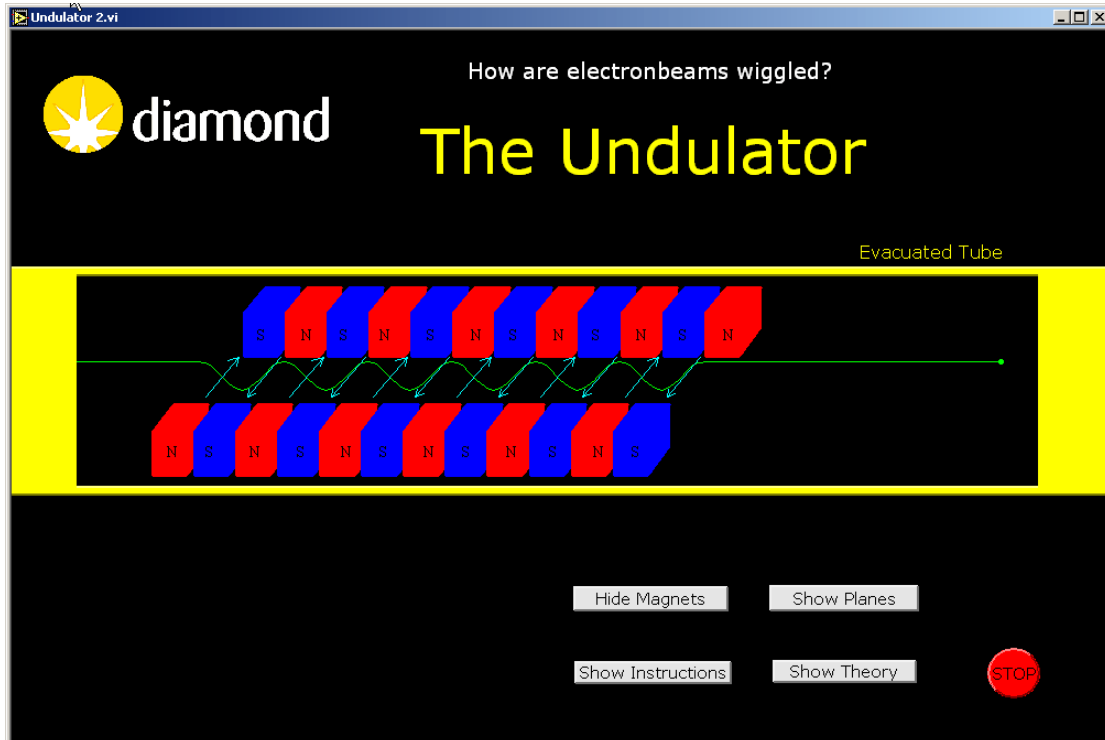 Undulator 2.vi
How are electronbeams wiggled?
diamond
The Undulator
Evacuated Tube
S N S N S N S N S N S N
N S N S N S N S N S N S
Hide Magnets Show Planes
Show Instructions Show Theory STOP